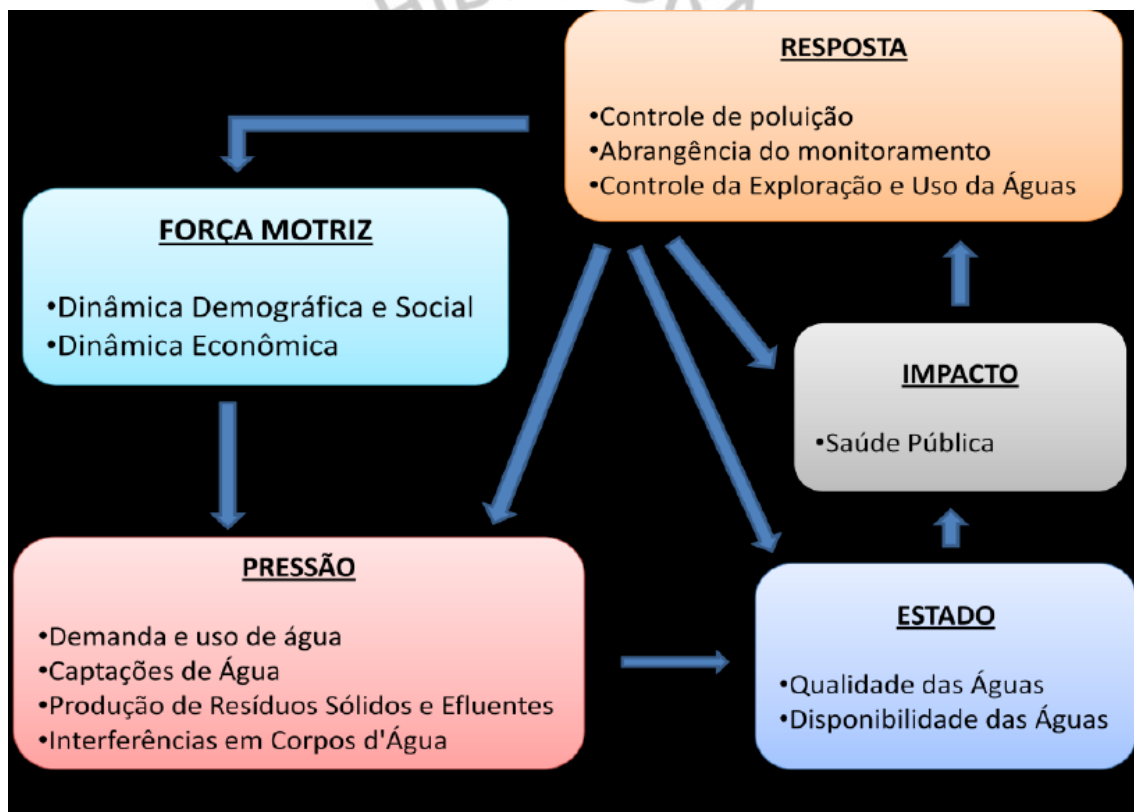 RESPOSTA
•Controle de poluição
•Abrangência do monitoramento
•Controle da Exploração e Uso da Águas
FORÇA MOTRIZ
•Dinâmica Demográfica e Social
•Dinâmica Econômica
IMPACTO
•Saúde Pública
PRESSÃO
•Demanda e uso de água
•Captações de Água
•Produção de Resíduos Sólidos e Efluentes
•Interferências em Corpos d'Água
ESTADO
•Qualidade das Águas
•Disponibilidade das Águas